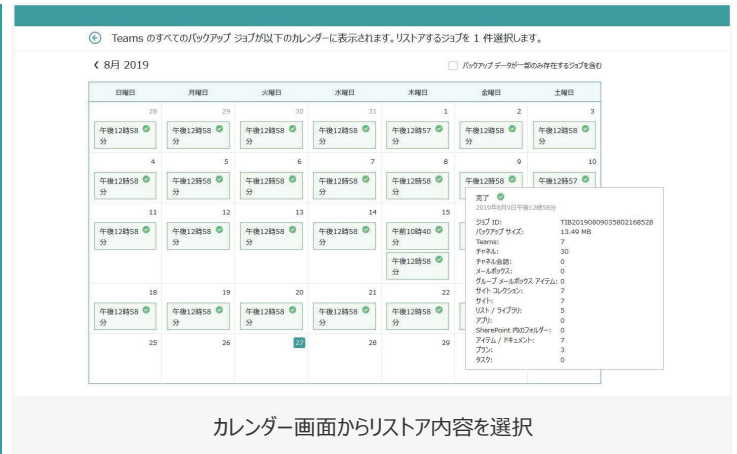 Teams のすべてのバックアップ ジョブが以下のカレンダーに表示されます。リストアするジョブを 1 件選択します。
8月 2019
バックアップ データが一部のみ存在するジョブを含む
日曜日 月曜日 火曜日 水曜日 木曜日 金曜日 土曜日
28 29 30 31 1 2 3
午後12時58分 午後12時58分 午後12時58分 午後12時58分 午後12時57分 午後12時58分 午後12時58分
4 5 6 7 8 9 10
午後12時58分 午後12時58分 午後12時58分 午後12時58分 午後12時58分 午後12時58分 午後12時57分
11 12 13 14 15
午後12時58分 午後12時58分 午後12時58分 午後12時58分 午前10時40分
午後12時58分
18 19 20 21 22
午後12時58分 午後12時58分 午後12時58分 午後12時58分 午後12時58分
25 26 27 28 29
完了
2019年8月9日午後12時58分
ジョブ ID: TIB20190809035802168528
バックアップ サイズ: 13.49 MB
Teams: 7
チャネル: 30
チャネル会話: 0
メールボックス: 0
グループ メールボックス アイテム: 0
サイト コレクション: 7
サイト: 7
リスト / ライブラリ: 5
アプリ: 0
SharePoint 内のフォルダー: 0
アイテム / ドキュメント: 7
プラン: 3
タスク: 0
カレンダー画面からリストア内容を選択